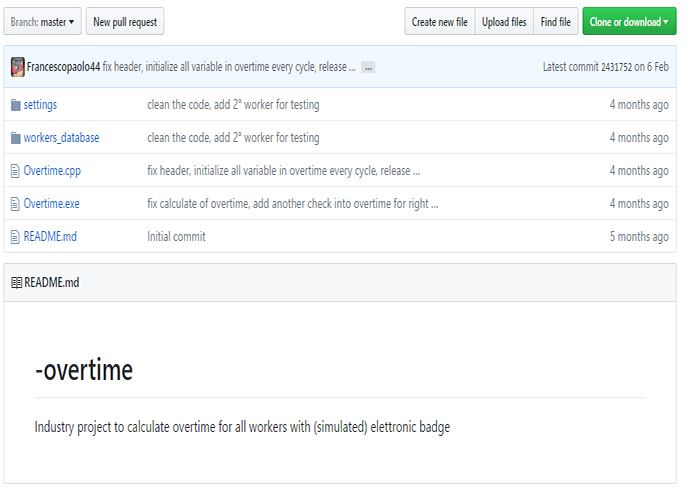 Branch: master New pull request Create new file Upload files Find file Clone or download
Francescopaolo44 fix header, initialize all variable in overtime every cycle, release ... ... Latest commit 2431752 on 6 Feb
settings clean the code, add 2° worker for testing 4 months ago
workers_database clean the code, add 2° worker for testing 4 months ago
Overtime.cpp fix header, initialize all variable in overtime every cycle, release ... 4 months ago
Overtime.exe fix calculate of overtime, add another check into overtime for right ... 4 months ago
README.md Initial commit 5 months ago
README.md
-overtime
Industry project to calculate overtime for all workers with (simulated) elettronic badge